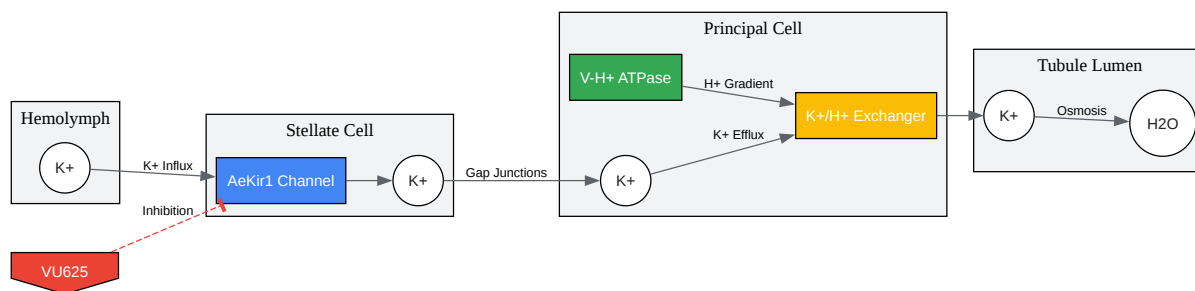 Hemolymph
K+
K+ Influx
Stellate Cell
AeKir1 Channel
K+
Inhibition
VU625
Gap Junctions
Principal Cell
V-H+ ATPase
H+ Gradient
K+/H+ Exchanger
K+ Efflux
K+
Tubule Lumen
K+
Osmosis
H2O